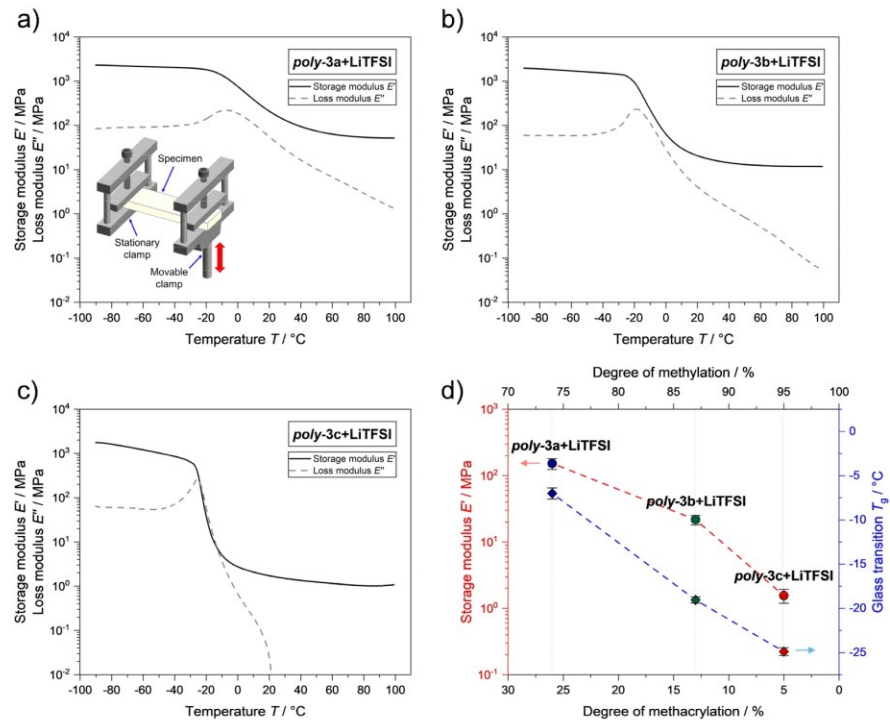 a)
Storage modulus E' / MPa
Loss modulus E'' / MPa
10^4
10^3
10^2
10^1
10^0
10^-1
10^-2
poly-3a+LiTFSI
Storage modulus E'
Loss modulus E''
Specimen
Stationary
clamp
Movable
clamp
-100 -80 -60 -40 -20 0 20 40 60 80 100
Temperature T / °C
b)
Storage modulus E' / MPa
Loss modulus E'' / MPa
10^4
10^3
10^2
10^1
10^0
10^-1
10^-2
poly-3b+LiTFSI
Storage modulus E'
Loss modulus E''
-100 -80 -60 -40 -20 0 20 40 60 80 100
Temperature T / °C
c)
Storage modulus E' / MPa
Loss modulus E'' / MPa
10^4
10^3
10^2
10^1
10^0
10^-1
10^-2
poly-3c+LiTFSI
Storage modulus E'
Loss modulus E''
-100 -80 -60 -40 -20 0 20 40 60 80 100
Temperature T / °C
d)
Degree of methylation / %
70 75 80 85 90 95 100
Storage modulus E' / MPa
10^3
10^2
10^1
10^0
10^-1
poly-3a+LiTFSI
poly-3b+LiTFSI
poly-3c+LiTFSI
0
-5
-10
-15
-20
-25
Glass transition Tg / °C
30 25 20 15 10 5 0
Degree of methacrylation / %